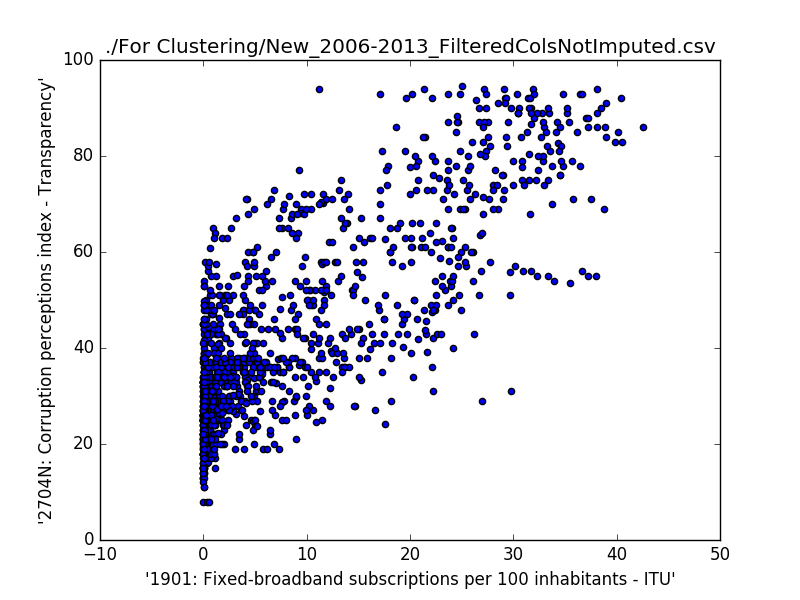 ./For Clustering/New_2006-2013_FilteredColsNotImputed.csv
100
80
60
40
20
0
'2704N: Corruption perceptions index - Transparency'
−10 0 10 20 30 40 50
'1901: Fixed-broadband subscriptions per 100 inhabitants - ITU'